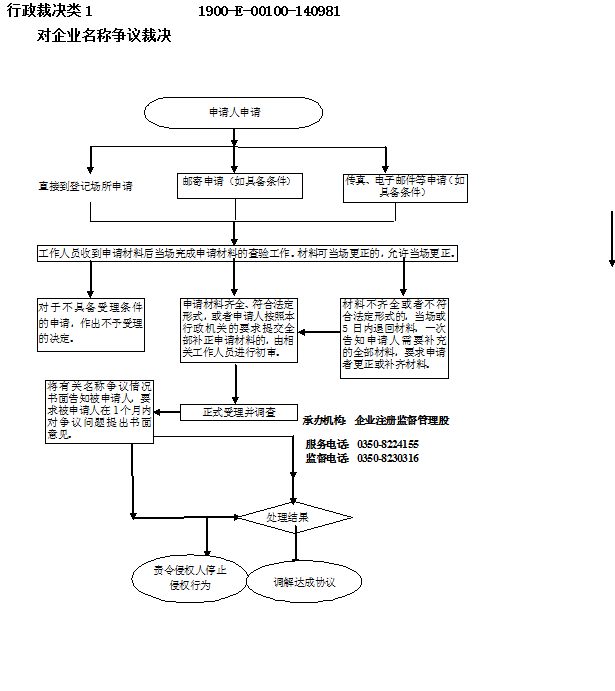 行政裁决类1 1900-E-00100-140981
对企业名称争议裁决
申请人申请
直接到登记场所申请
邮寄申请（如具备条件）
传真、电子邮件等申请（如
具备条件）
工作人员收到申请材料后当场完成申请材料的查验工作。材料可当场更正的，允许当场更正。
对于不具备受理条件
的申请，作出不予受理
的决定。
申请材料齐全、符合法定
形式，或者申请人按照本
行政机关的要求提交全
部补正申请材料的，由相
关工作人员进行初审。
材料不齐全或者不符
合法定形式的，当场或
5日内退回材料，一次
告知申请人需要补充
的全部材料，要求申请
者更正或补齐材料。
将有关名称争议情况
书面告知被申请人，要
求被申请人在1个月内
对争议问题提出书面
意见。
正式受理并调查
承办机构：企业注册监督管理股
服务电话：0350-8224155
监督电话：0350-8230316
处理结果
责令侵权人停止
侵权行为
调解达成协议